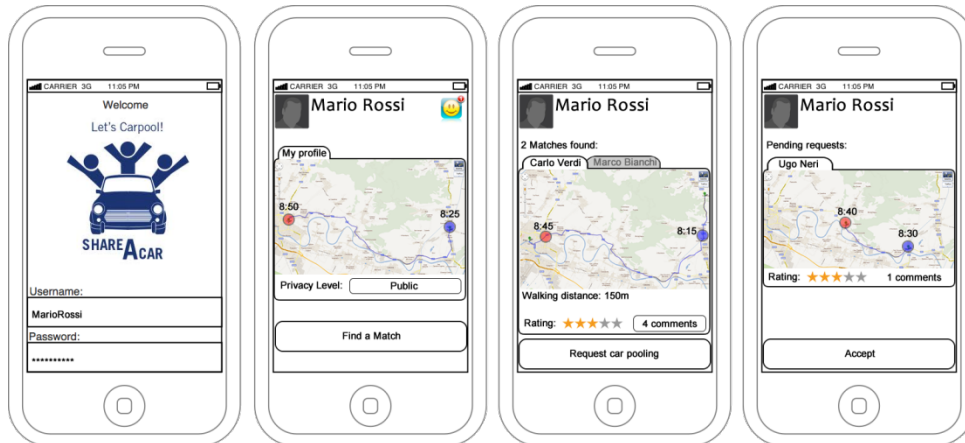 CARRIER 3G 11:05 PM
Welcome
Let's Carpool!
SHARE A CAR
Username:
MarioRossi
Password:
**********
CARRIER 3G 11:05 PM
Mario Rossi
My profile
8:50
8:25
Privacy Level: Public
Find a Match
CARRIER 3G 11:05 PM
Mario Rossi
2 Matches found:
Carlo Verdi Marco Bianchi
8:45
8:15
Walking distance: 150m
Rating: 4 comments
Request car pooling
CARRIER 3G 11:05 PM
Mario Rossi
Pending requests:
Ugo Neri
8:40
8:30
Rating: 1 comments
Accept